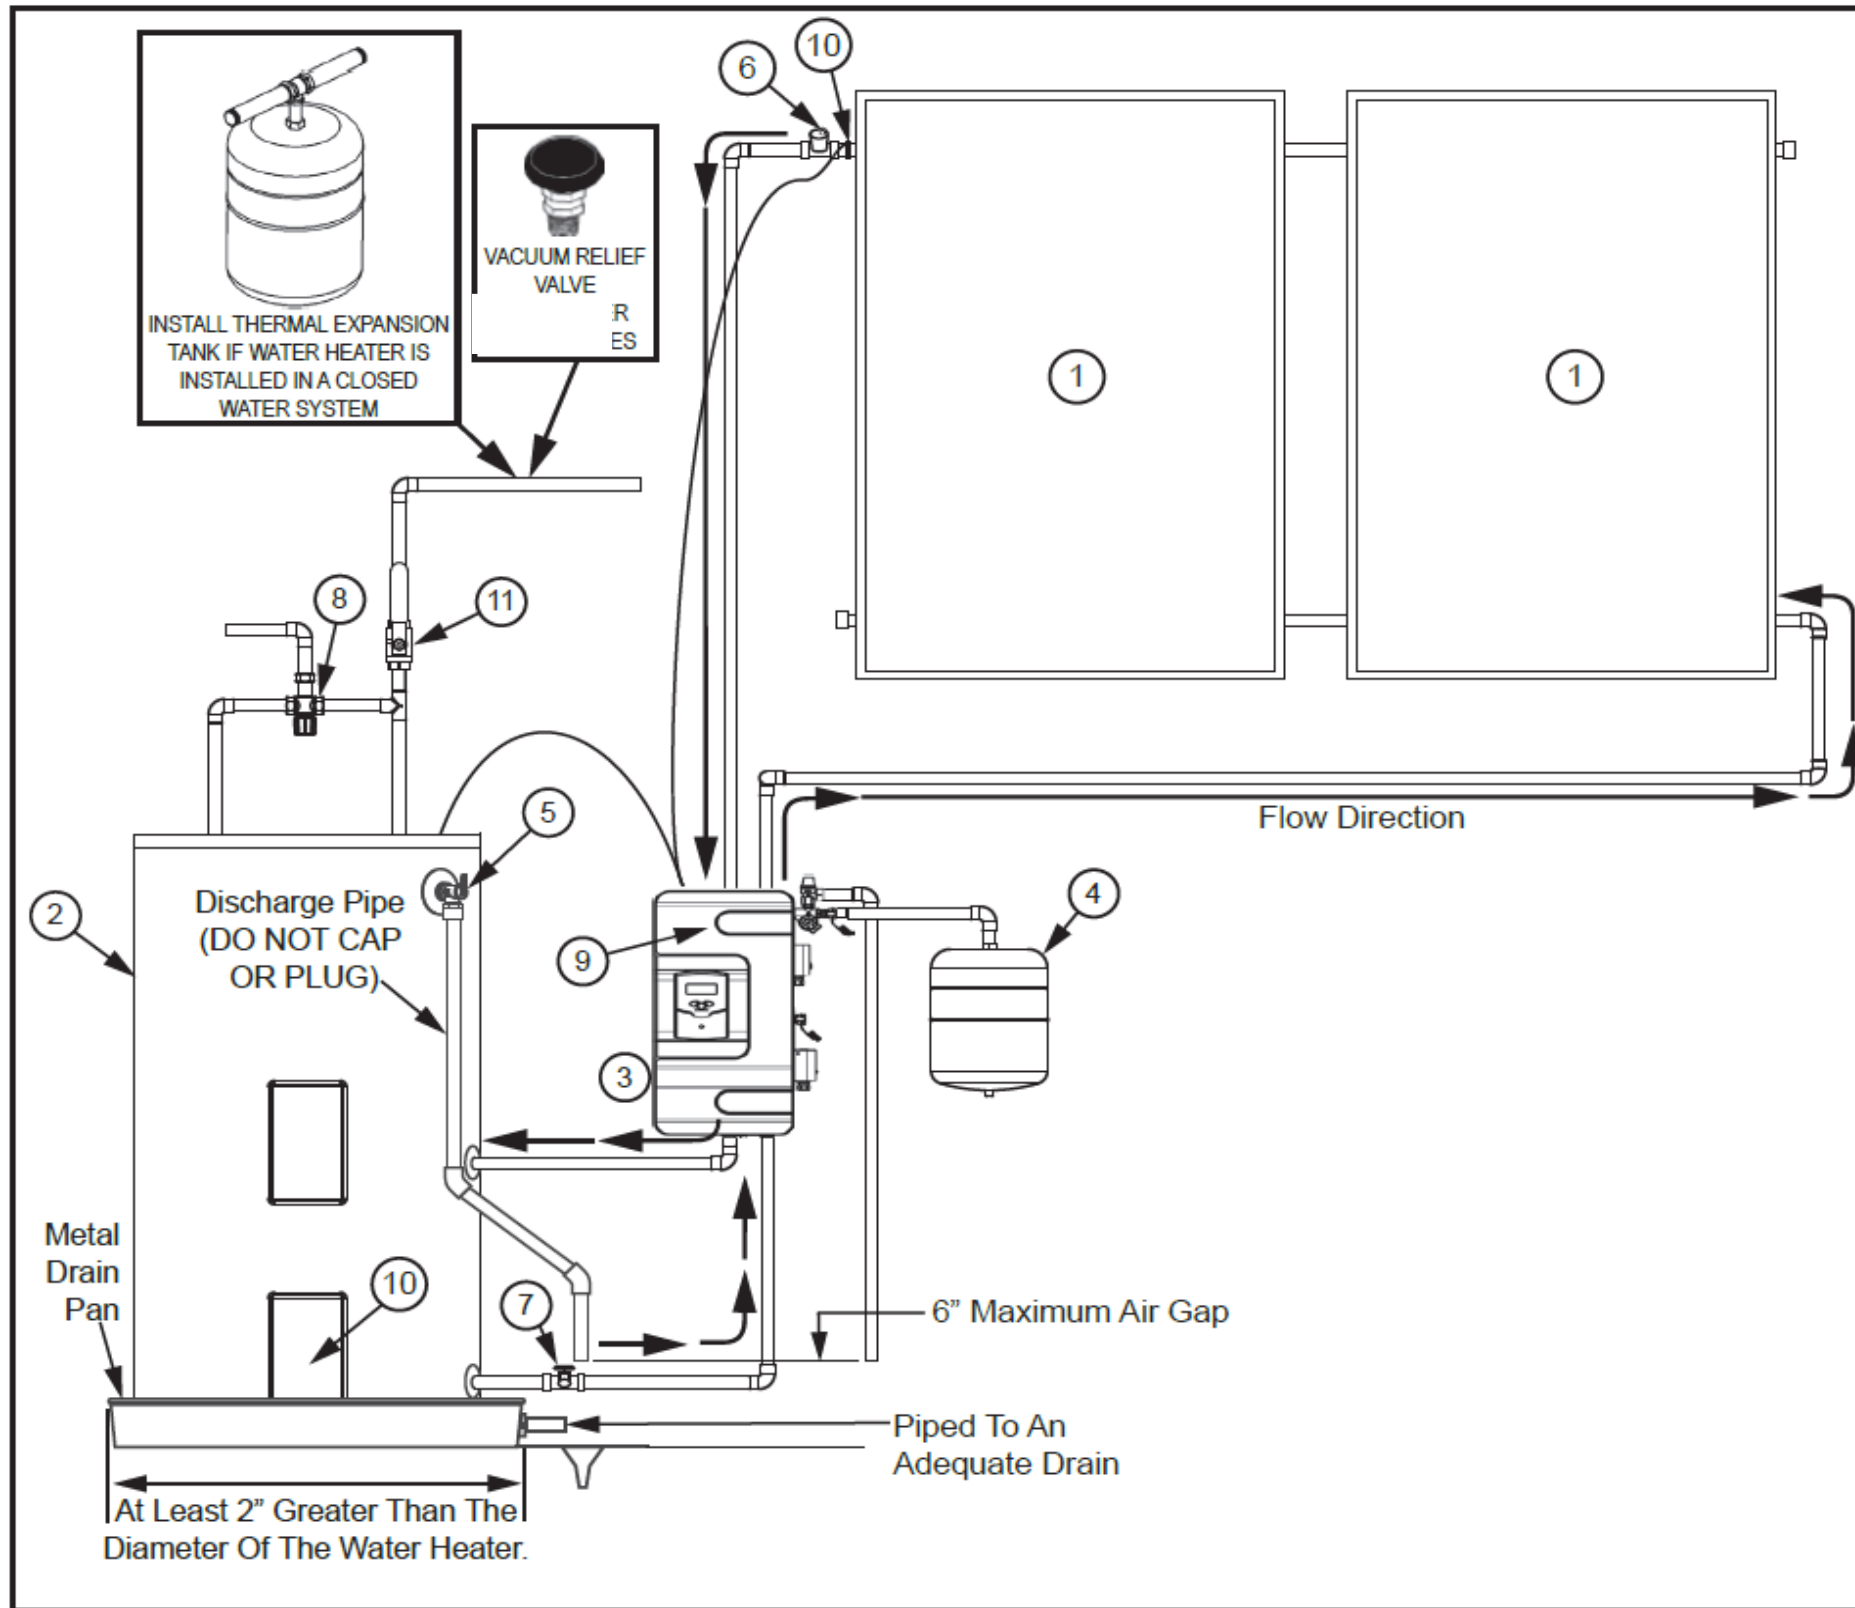 6
10
INSTALL THERMAL EXPANSION
TANK IF WATER HEATER IS
INSTALLED IN A CLOSED
WATER SYSTEM
VACUUM RELIEF
VALVE
ER
ES
1
1
8
11
Flow Direction
5
2
Discharge Pipe
(DO NOT CAP
OR PLUG)
9
4
3
Metal
Drain
Pan
10
7
6” Maximum Air Gap
Piped To An
Adequate Drain
At Least 2” Greater Than The
Diameter Of The Water Heater.